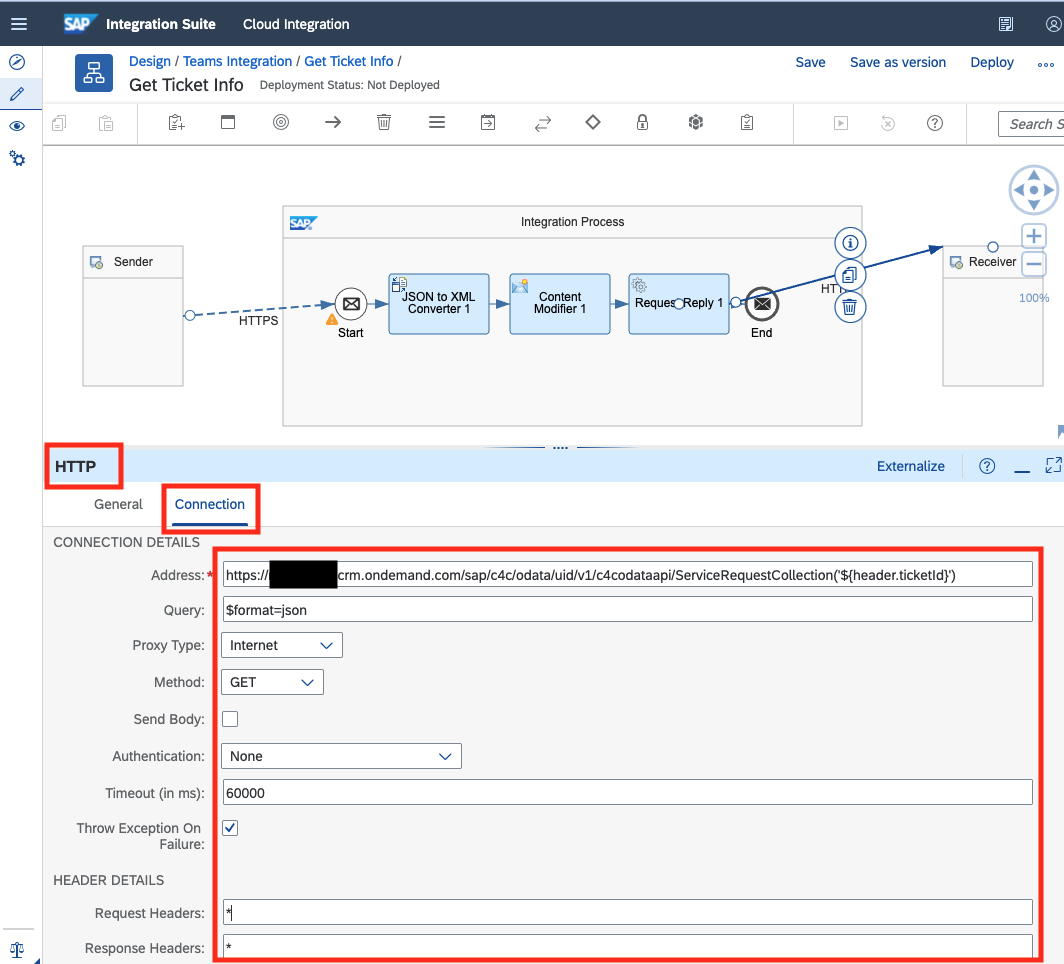 SAP Integration Suite Cloud Integration
Design / Teams Integration / Get Ticket Info /
Save Save as version Deploy
Get Ticket Info Deployment Status: Not Deployed
Search S
SAP Integration Process
Sender
Receiver
JSON to XML
Converter 1
Content
Modifier 1
Reply 1
HTTPS
Start
End
100%
HTTP
Externalize
General Connection
CONNECTION DETAILS
Address:* https:// crm.ondemand.com/sap/c4c/odata/uid/v1/c4codataapi/ServiceRequestCollection('${header.ticketId}')
Query: $format=json
Proxy Type: Internet
Method: GET
Send Body:
Authentication: None
Timeout (in ms): 60000
Throw Exception On
Failure:
HEADER DETAILS
Request Headers: *
Response Headers: *